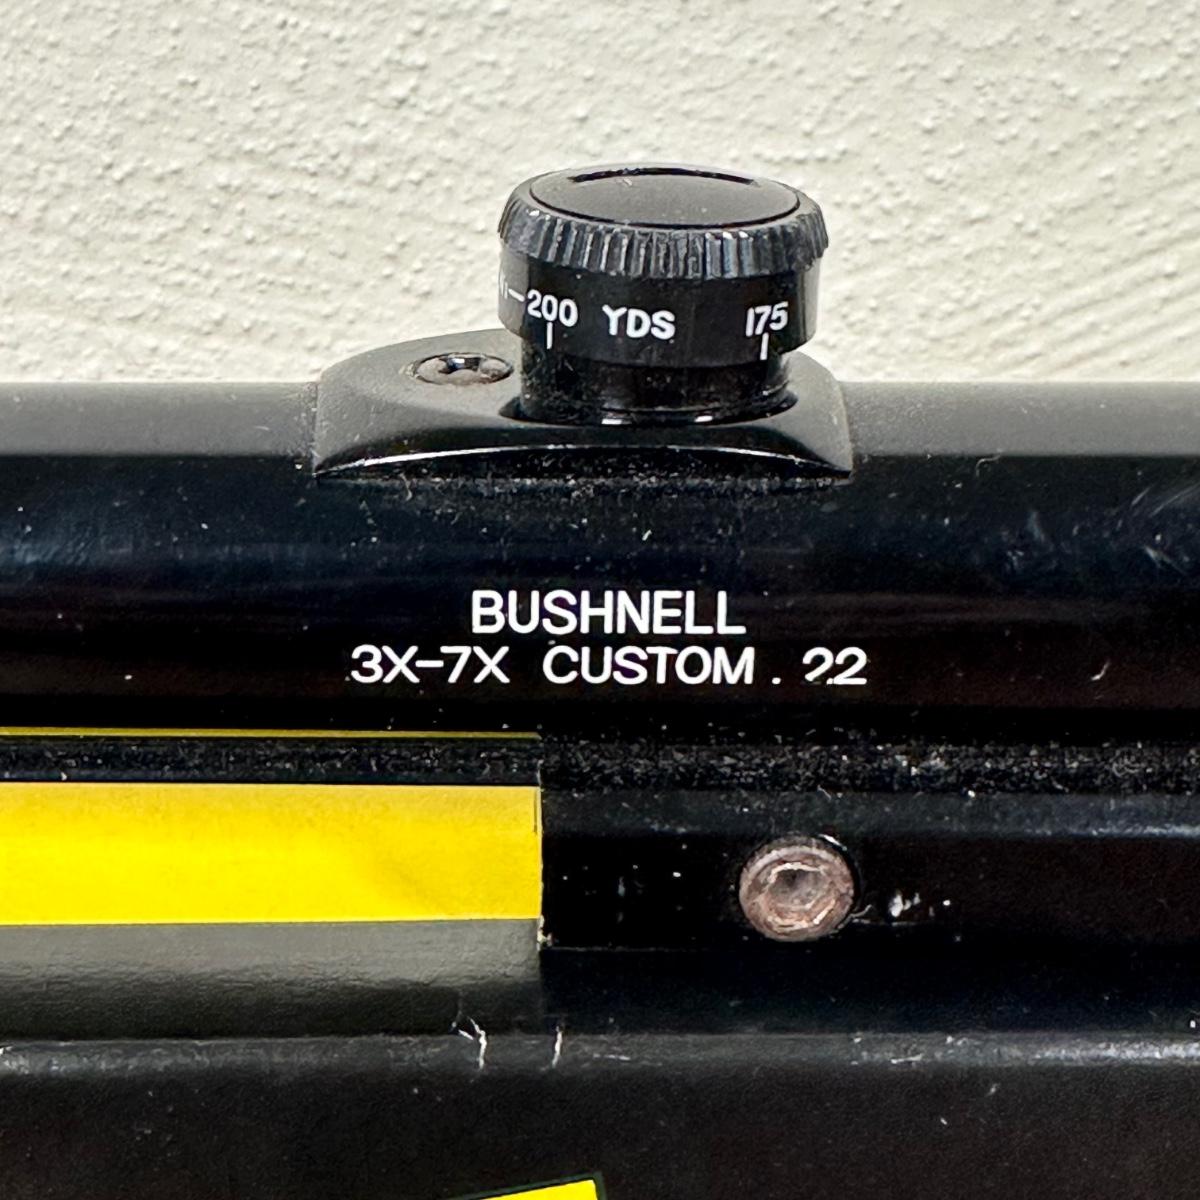 -200 YDS 175
BUSHNELL
3X-7X CUSTOM .22